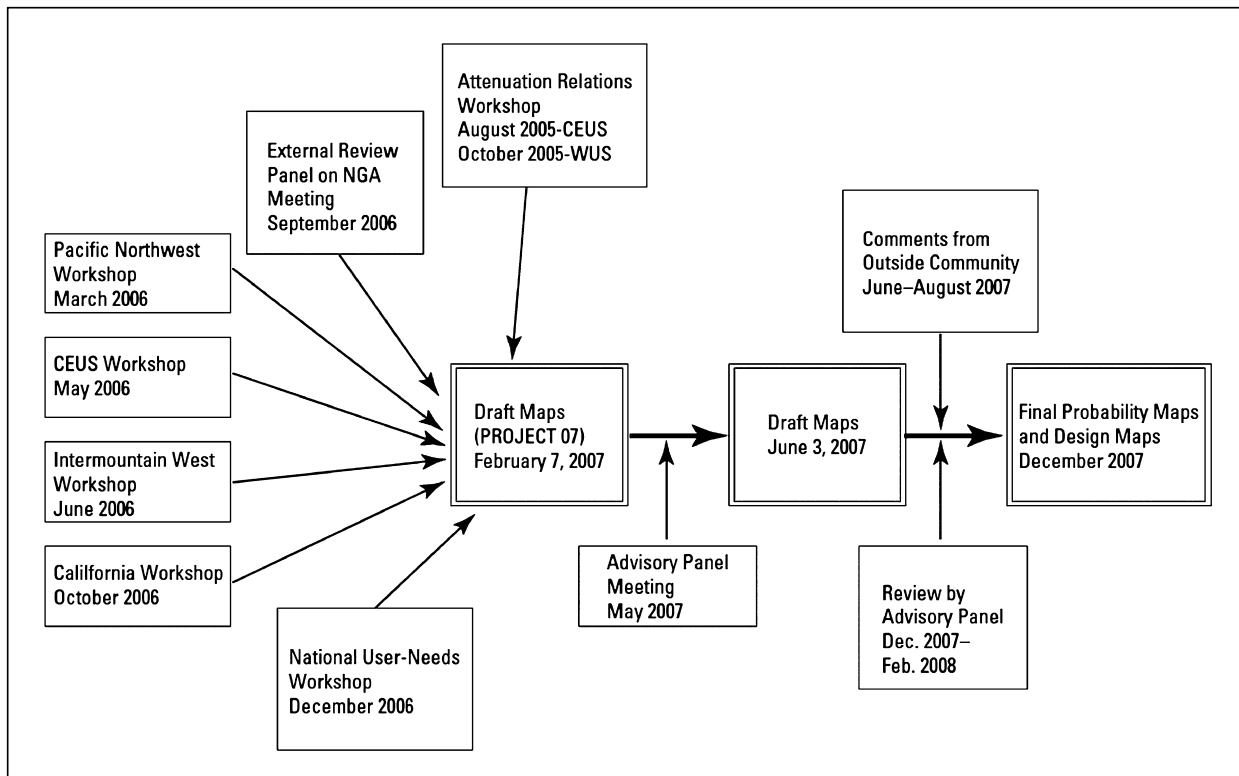 Attenuation Relations
Workshop
August 2005-CEUS
October 2005-WUS
External Review
Panel on NGA
Meeting
September 2006
Pacific Northwest
Workshop
March 2006
CEUS Workshop
May 2006
Intermountain West
Workshop
June 2006
Calilfornia Workshop
October 2006
National User-Needs
Workshop
December 2006
Draft Maps
(PROJECT 07)
February 7, 2007
Advisory Panel
Meeting
May 2007
Draft Maps
June 3, 2007
Comments from
Outside Community
June–August 2007
Review by
Advisory Panel
Dec. 2007–
Feb. 2008
Final Probability Maps
and Design Maps
December 2007